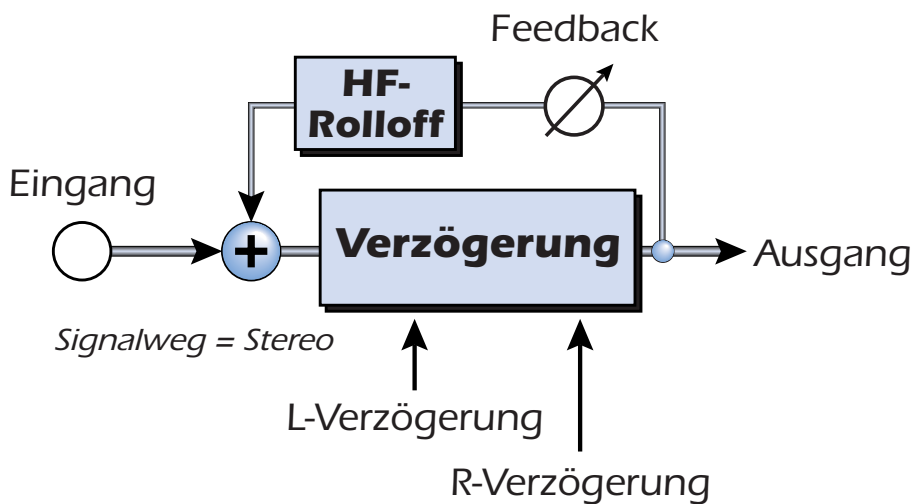 Feedback
HF-
Rolloff
Eingang
+
Verzögerung
Ausgang
Signalweg = Stereo
L-Verzögerung
R-Verzögerung